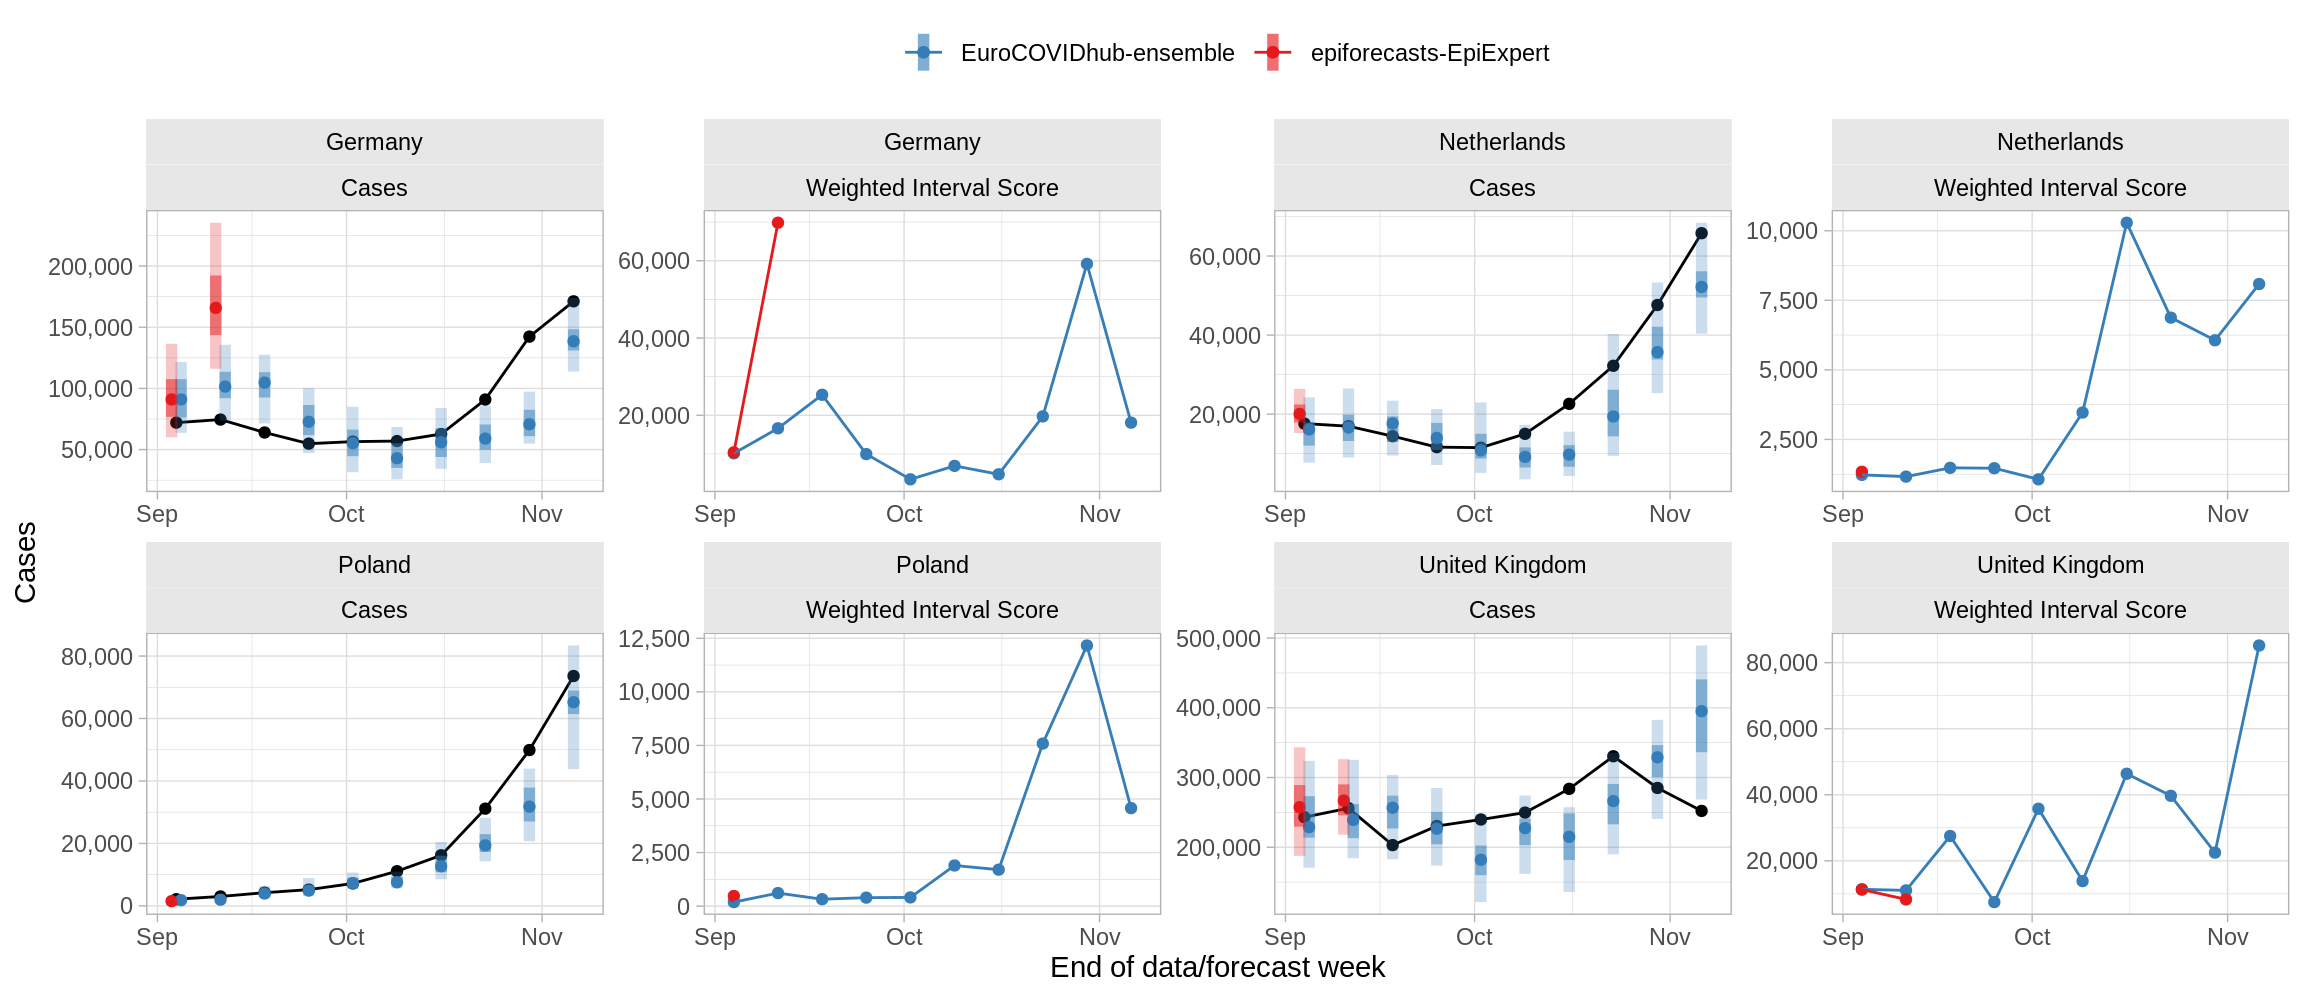 EuroCOVIDhub-ensemble epiforecasts-EpiExpert
Germany Germany Netherlands Netherlands
Cases Weighted Interval Score Cases Weighted Interval Score
200,000
150,000
100,000
50,000
Sep Oct Nov
60,000
40,000
20,000
Sep Oct Nov
60,000
40,000
20,000
Sep Oct Nov
10,000
7,500
5,000
2,500
Sep Oct Nov
Poland Poland United Kingdom United Kingdom
Cases Weighted Interval Score Cases Weighted Interval Score
80,000
60,000
40,000
20,000
0
Sep Oct Nov
12,500
10,000
7,500
5,000
2,500
0
Sep Oct Nov
500,000
400,000
300,000
200,000
Sep Oct Nov
80,000
60,000
40,000
20,000
Sep Oct Nov
Cases
End of data/forecast week